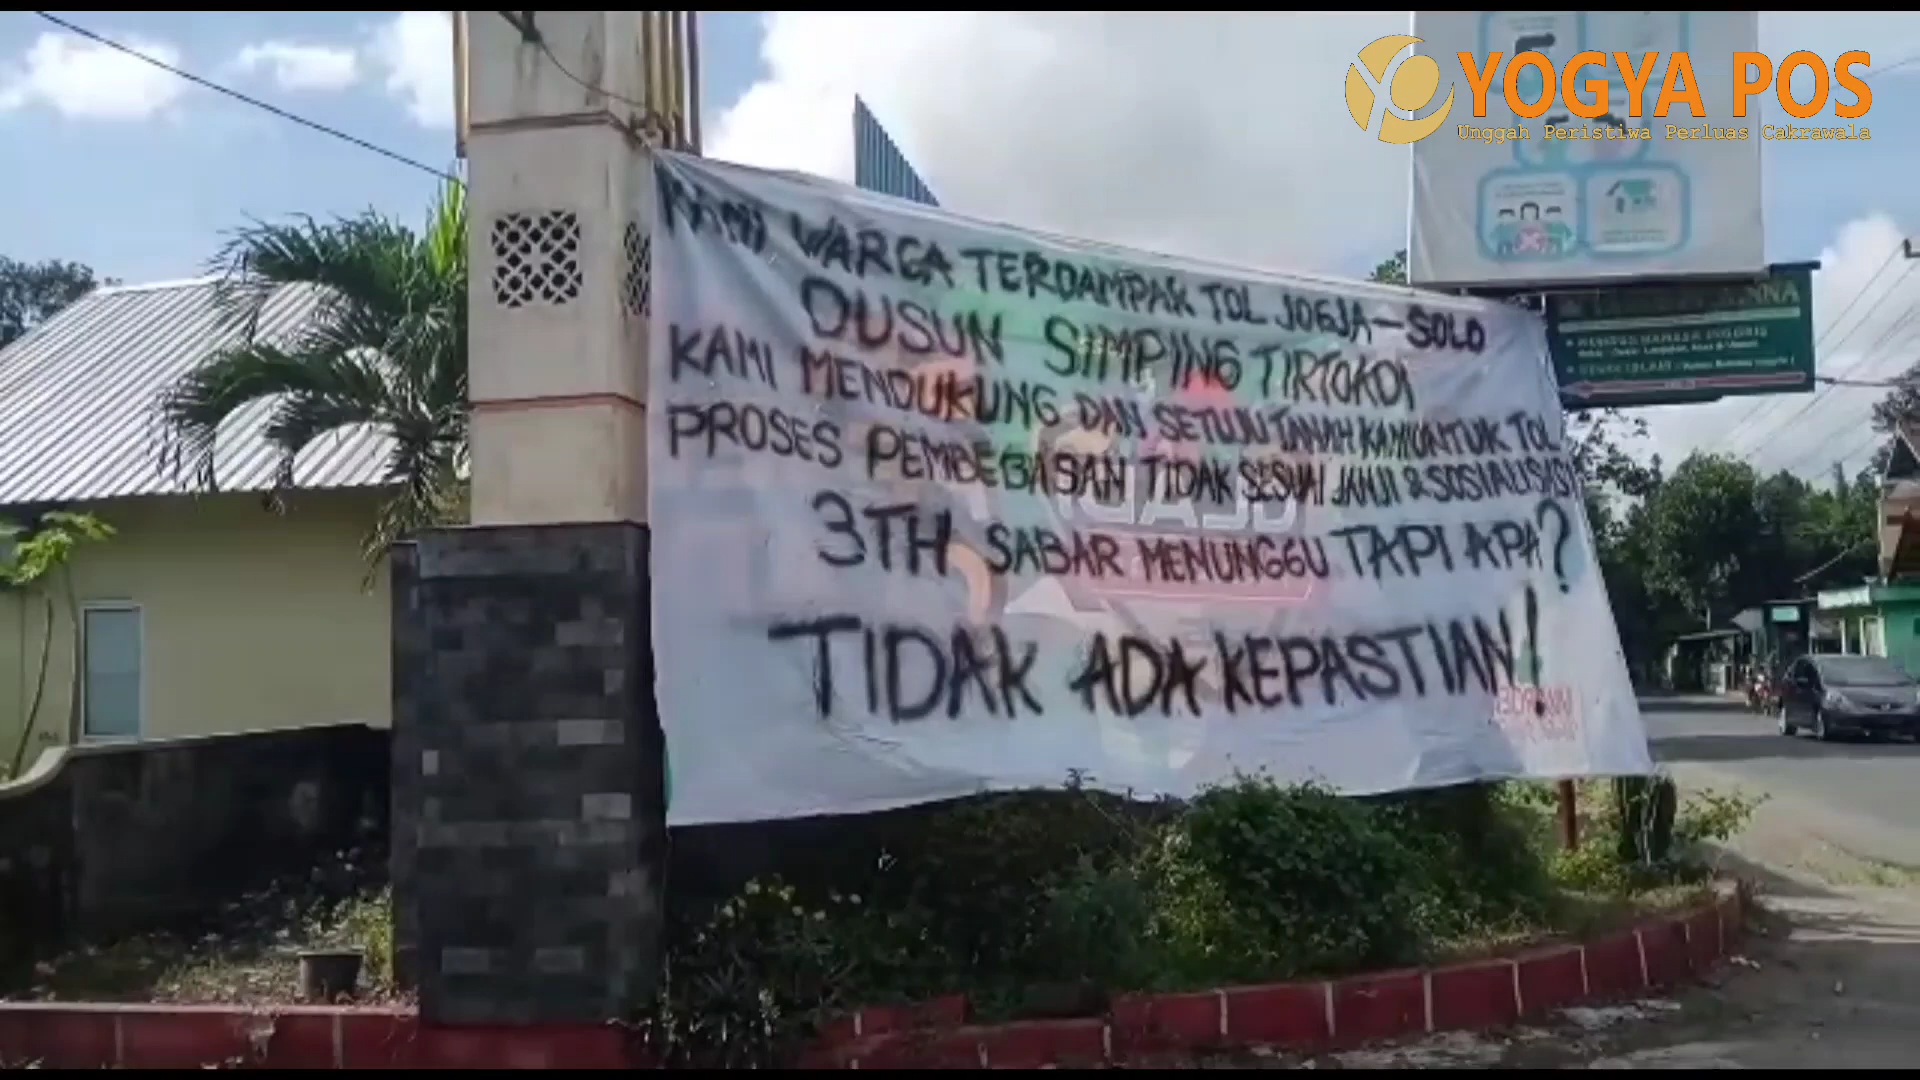 YOGYA POS
Unggah Peristiwa Perluas Cakrawala
KAMI WARGA TERDAMPAK TOL JOGJA-SOLO
DUSUN SIMPING TIRTOADI
KAMI MENDUKUNG DAN SETUJU TANAH KAMI UNTUK TOL
PROSES PEMBEBASAN TIDAK SESUAI JANJI & SOSIALISASI
3TH SABAR MENUNGGU TAPI APA?
TIDAK ADA KEPASTIAN!